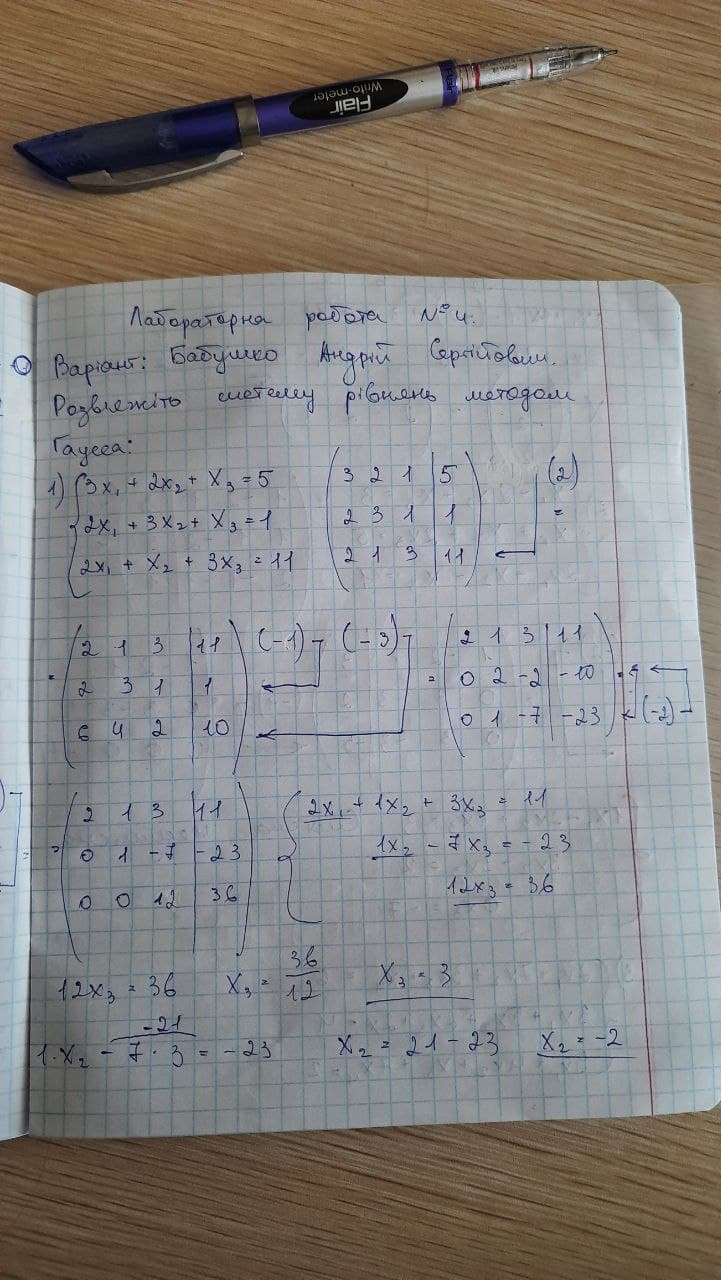 Flair
Writo-meter
Flair
Лабораторна робота №4.
Варіант: Бабушко Андрій Сергійович.
Розв'яжіть систему рівнянь методом
Гаусса:
1) { 3x₁ + 2x₂ + x₃ = 5 ( 3 2 1 | 5 ) (2)
2x₁ + 3x₂ + x₃ = 1 ( 2 3 1 | 1 ) =
2x₁ + x₂ + 3x₃ = 11 ( 2 1 3 | 11 )
= ( 2 1 3 | 11 ) (-1) (-3) = ( 2 1 3 | 11 )
( 2 3 1 | 1 ) ( 0 2 -2 | -10 )
( 6 4 2 | 10 ) ( 0 1 -7 | -23 ) (-2)
= ( 2 1 3 | 11 ) { 2x₁ + 1x₂ + 3x₃ = 11
( 0 1 -7 | -23 ) 1x₂ - 7x₃ = -23
( 0 0 12 | 36 ) 12x₃ = 36
12x₃ = 36 x₃ = 36/12 x₃ = 3
-21
1·x₂ - 7·3 = -23 x₂ = 21 - 23 x₂ = -2